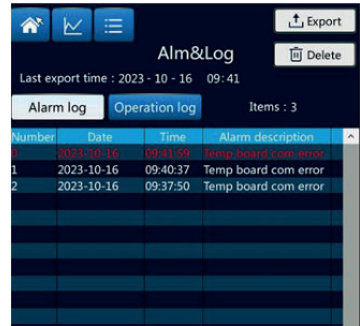 Export
Alm&Log
Delete
Last export time : 2023 - 10 - 16 09:41
Alarm log Operation log Items : 3
Number Date Time Alarm description
0 2023-10-16 09:41:59 Temp board com error
1 2023-10-16 09:40:37 Temp board com error
2 2023-10-16 09:37:50 Temp board com error